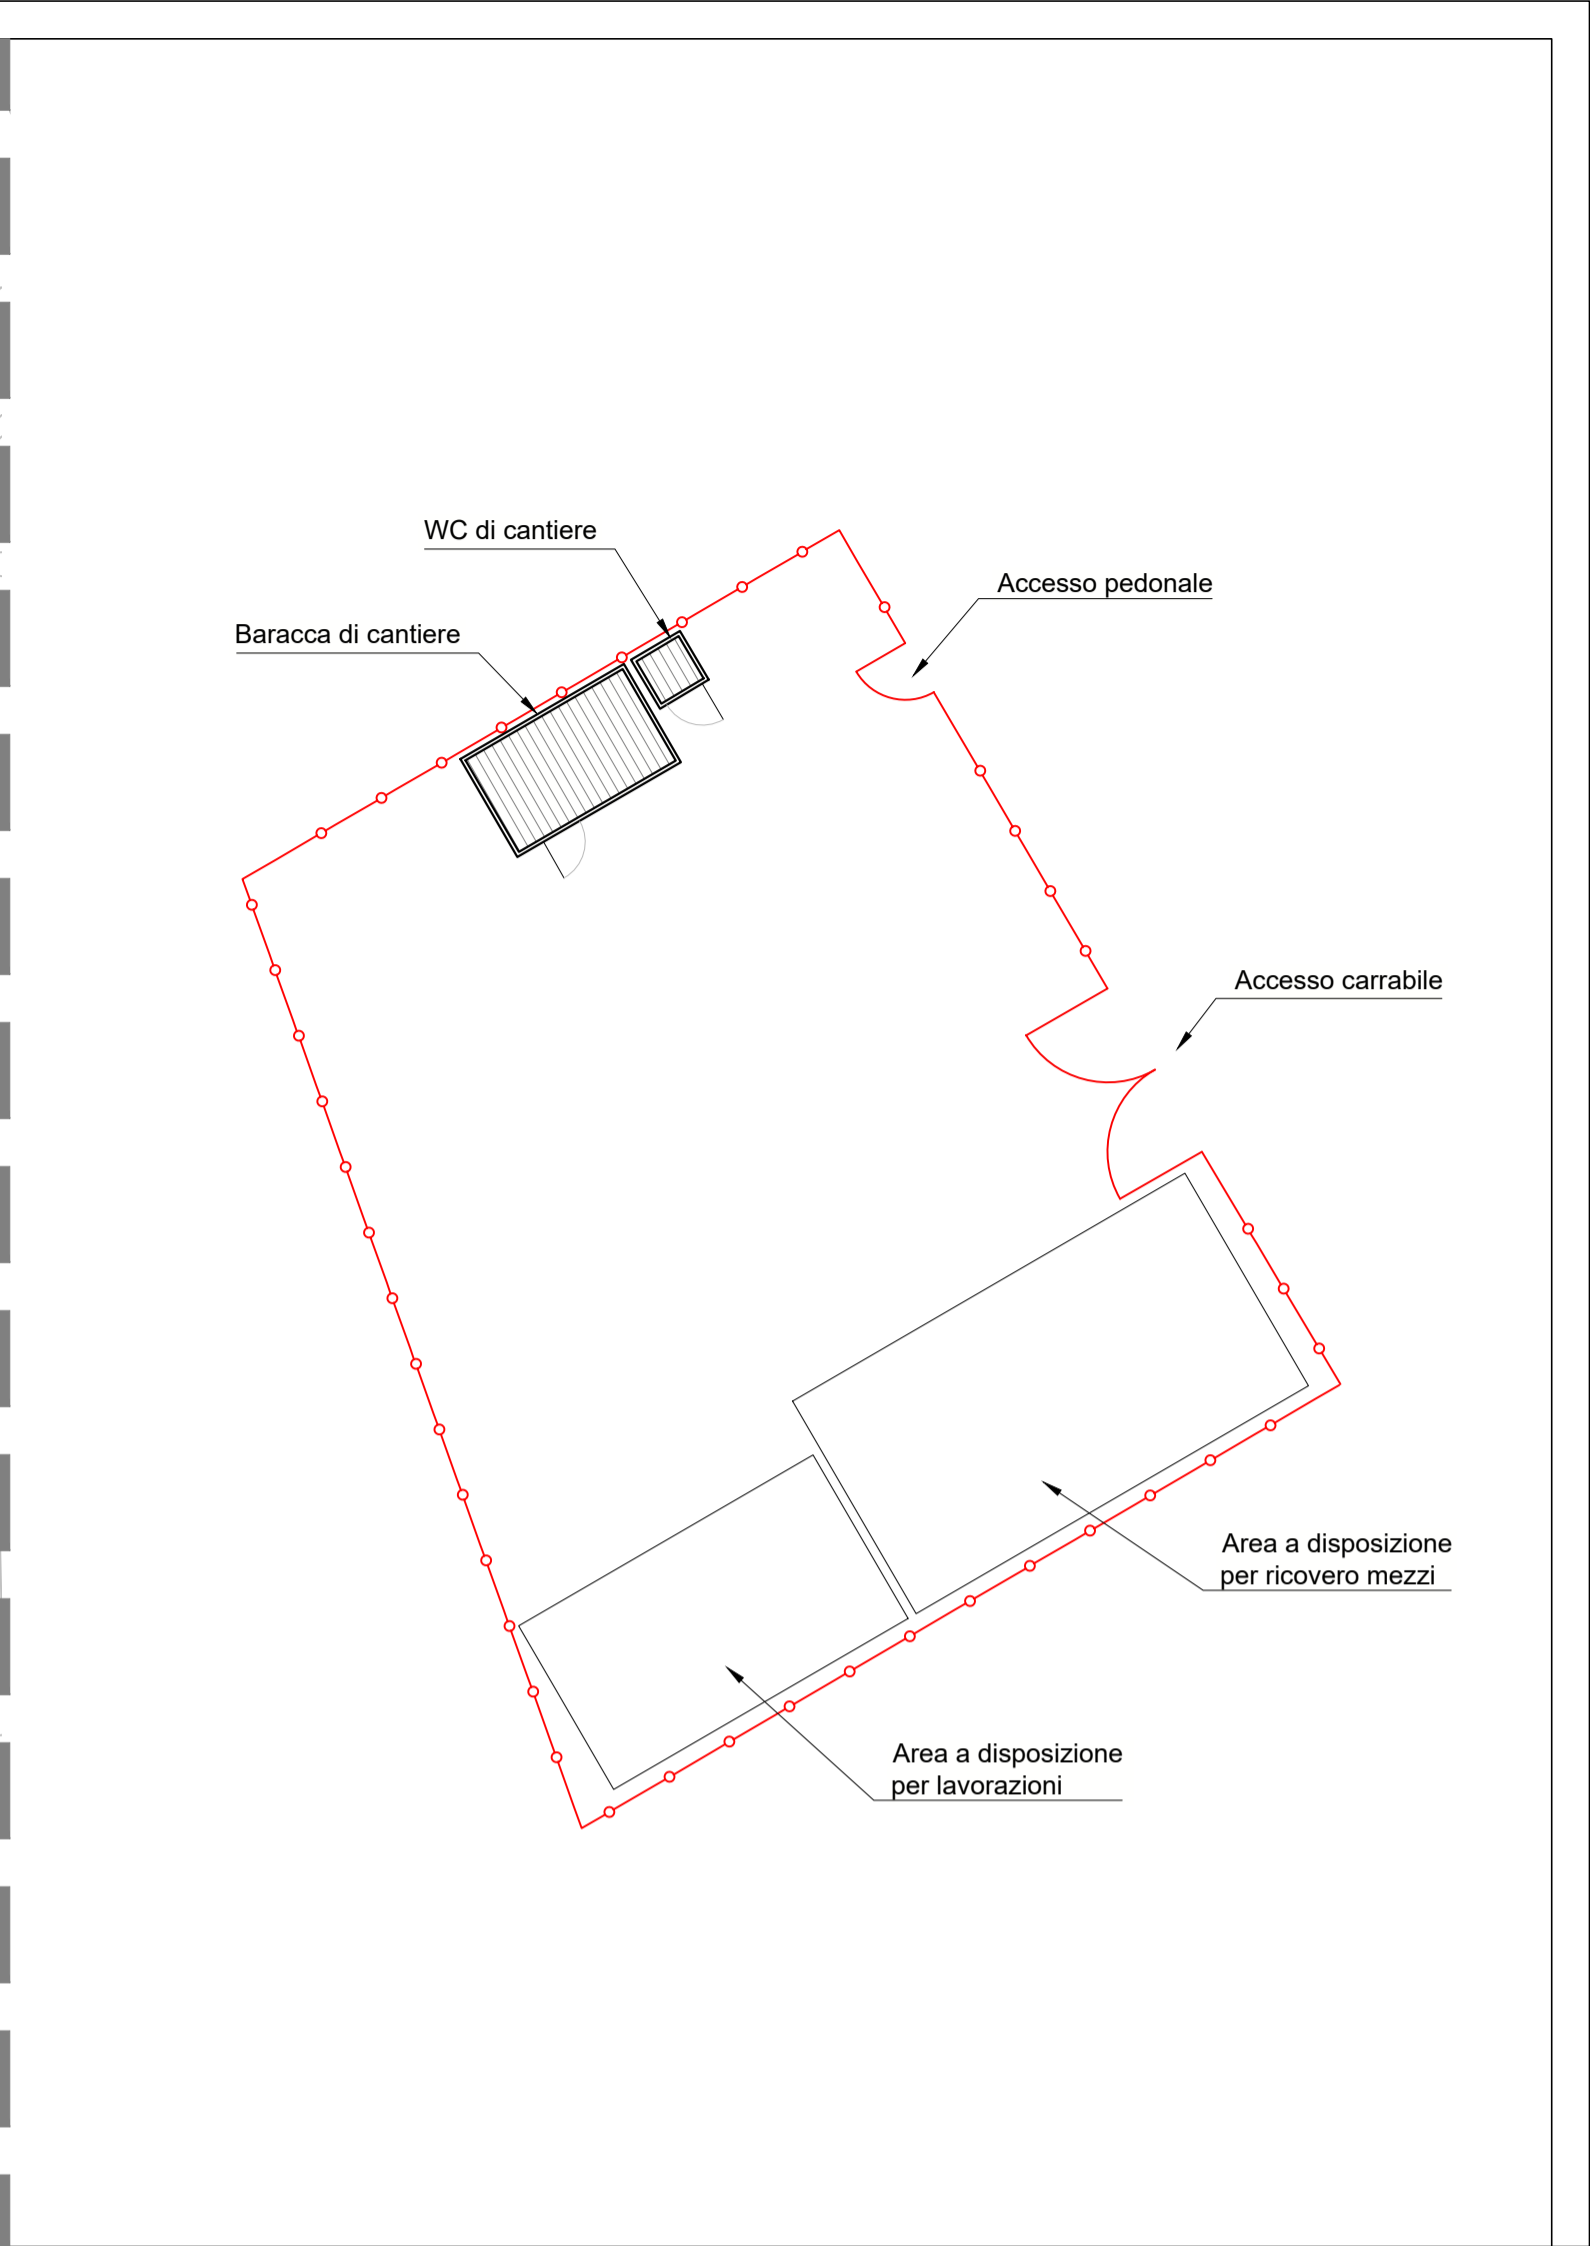 WC di cantiere
Accesso pedonale
Baracca di cantiere
Accesso carrabile
Area a disposizione
per ricovero mezzi
Area a disposizione
per lavorazioni